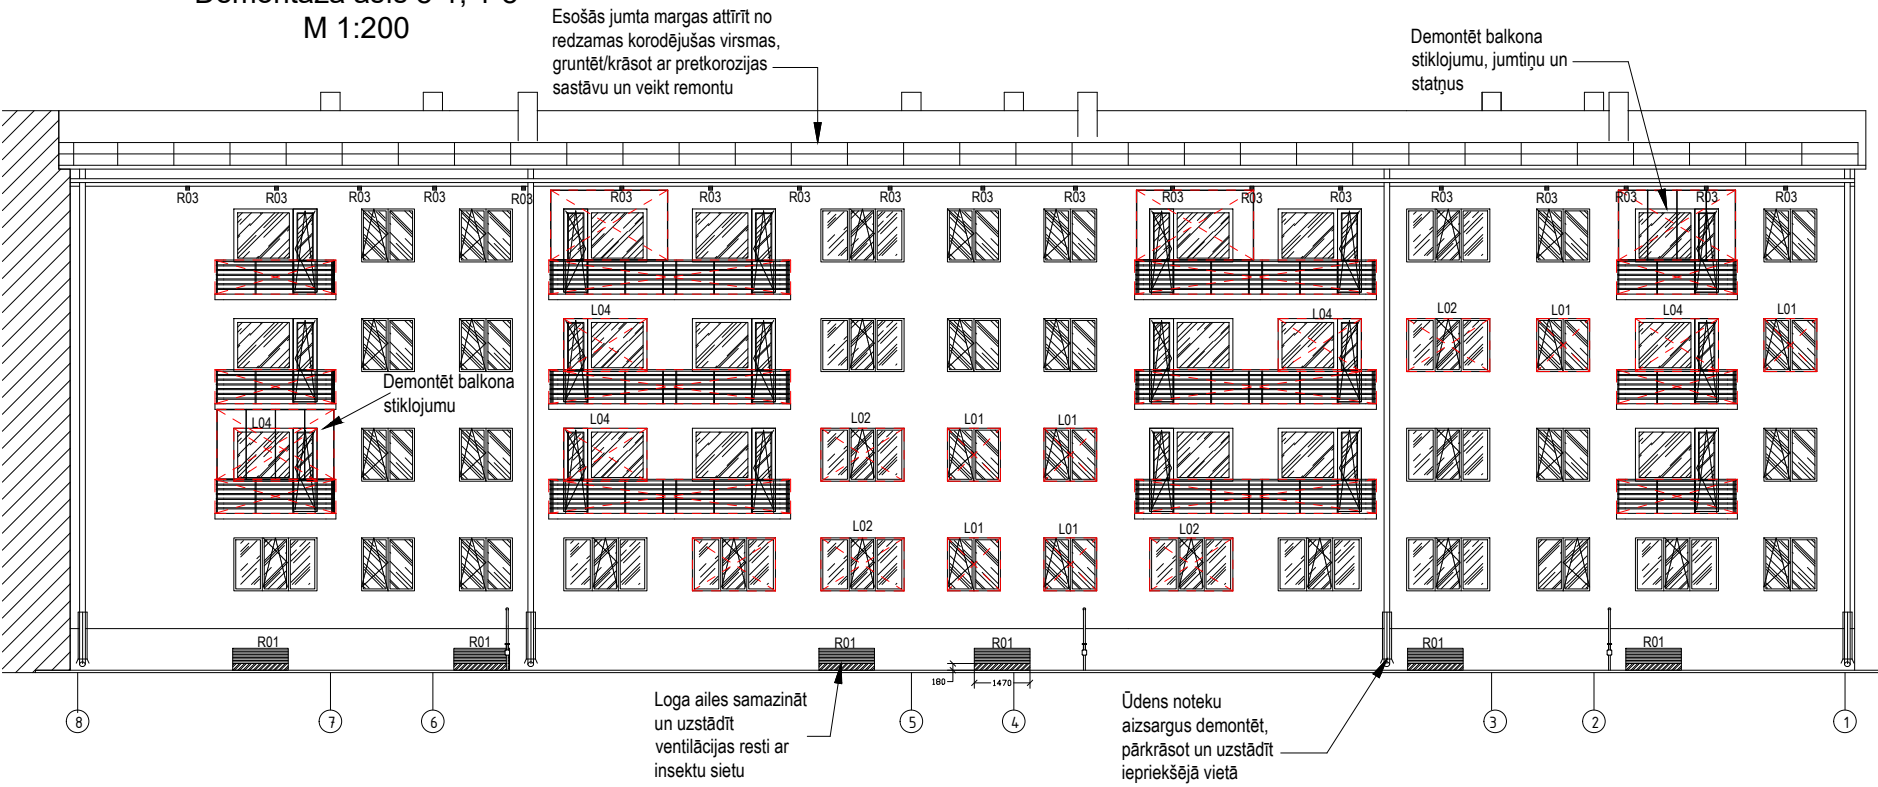 M 1:200
Esošās jumta margas attīrīt no
redzamas korodējušas virsmas,
gruntēt/krāsot ar pretkorozijas
sastāvu un veikt remontu
Demontēt balkona
stiklojumu, jumtiņu un
statņus
R03 R03 R03 R03 R03 R03 R03 R03 R03 R03 R03 R03 R03 R03 R03 R03 R03 R03 R03
L04 L04 L02 L01 L04 L01
Demontēt balkona
stiklojumu
L04 L04 L02 L01 L01
L02 L01 L01 L02
R01 R01 R01 R01 R01 R01
180 1470
8 7 6 5 4 3 2 1
Loga ailes samazināt
un uzstādīt
ventilācijas resti ar
insektu sietu
Ūdens noteku
aizsargus demontēt,
pārkrāsot un uzstādīt
iepriekšējā vietā